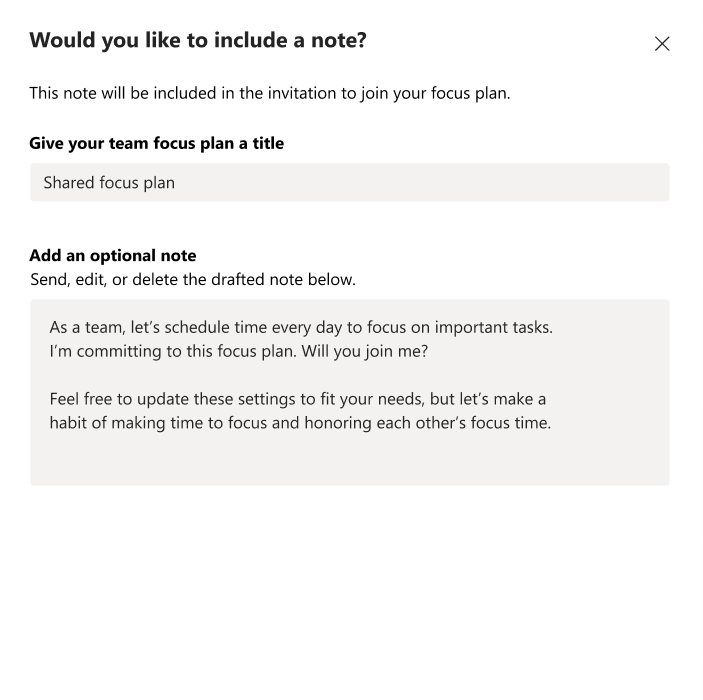 Would you like to include a note?
This note will be included in the invitation to join your focus plan.
Give your team focus plan a title
Shared focus plan
Add an optional note
Send, edit, or delete the drafted note below.
As a team, let’s schedule time every day to focus on important tasks.
I’m committing to this focus plan. Will you join me?
Feel free to update these settings to fit your needs, but let’s make a
habit of making time to focus and honoring each other’s focus time.